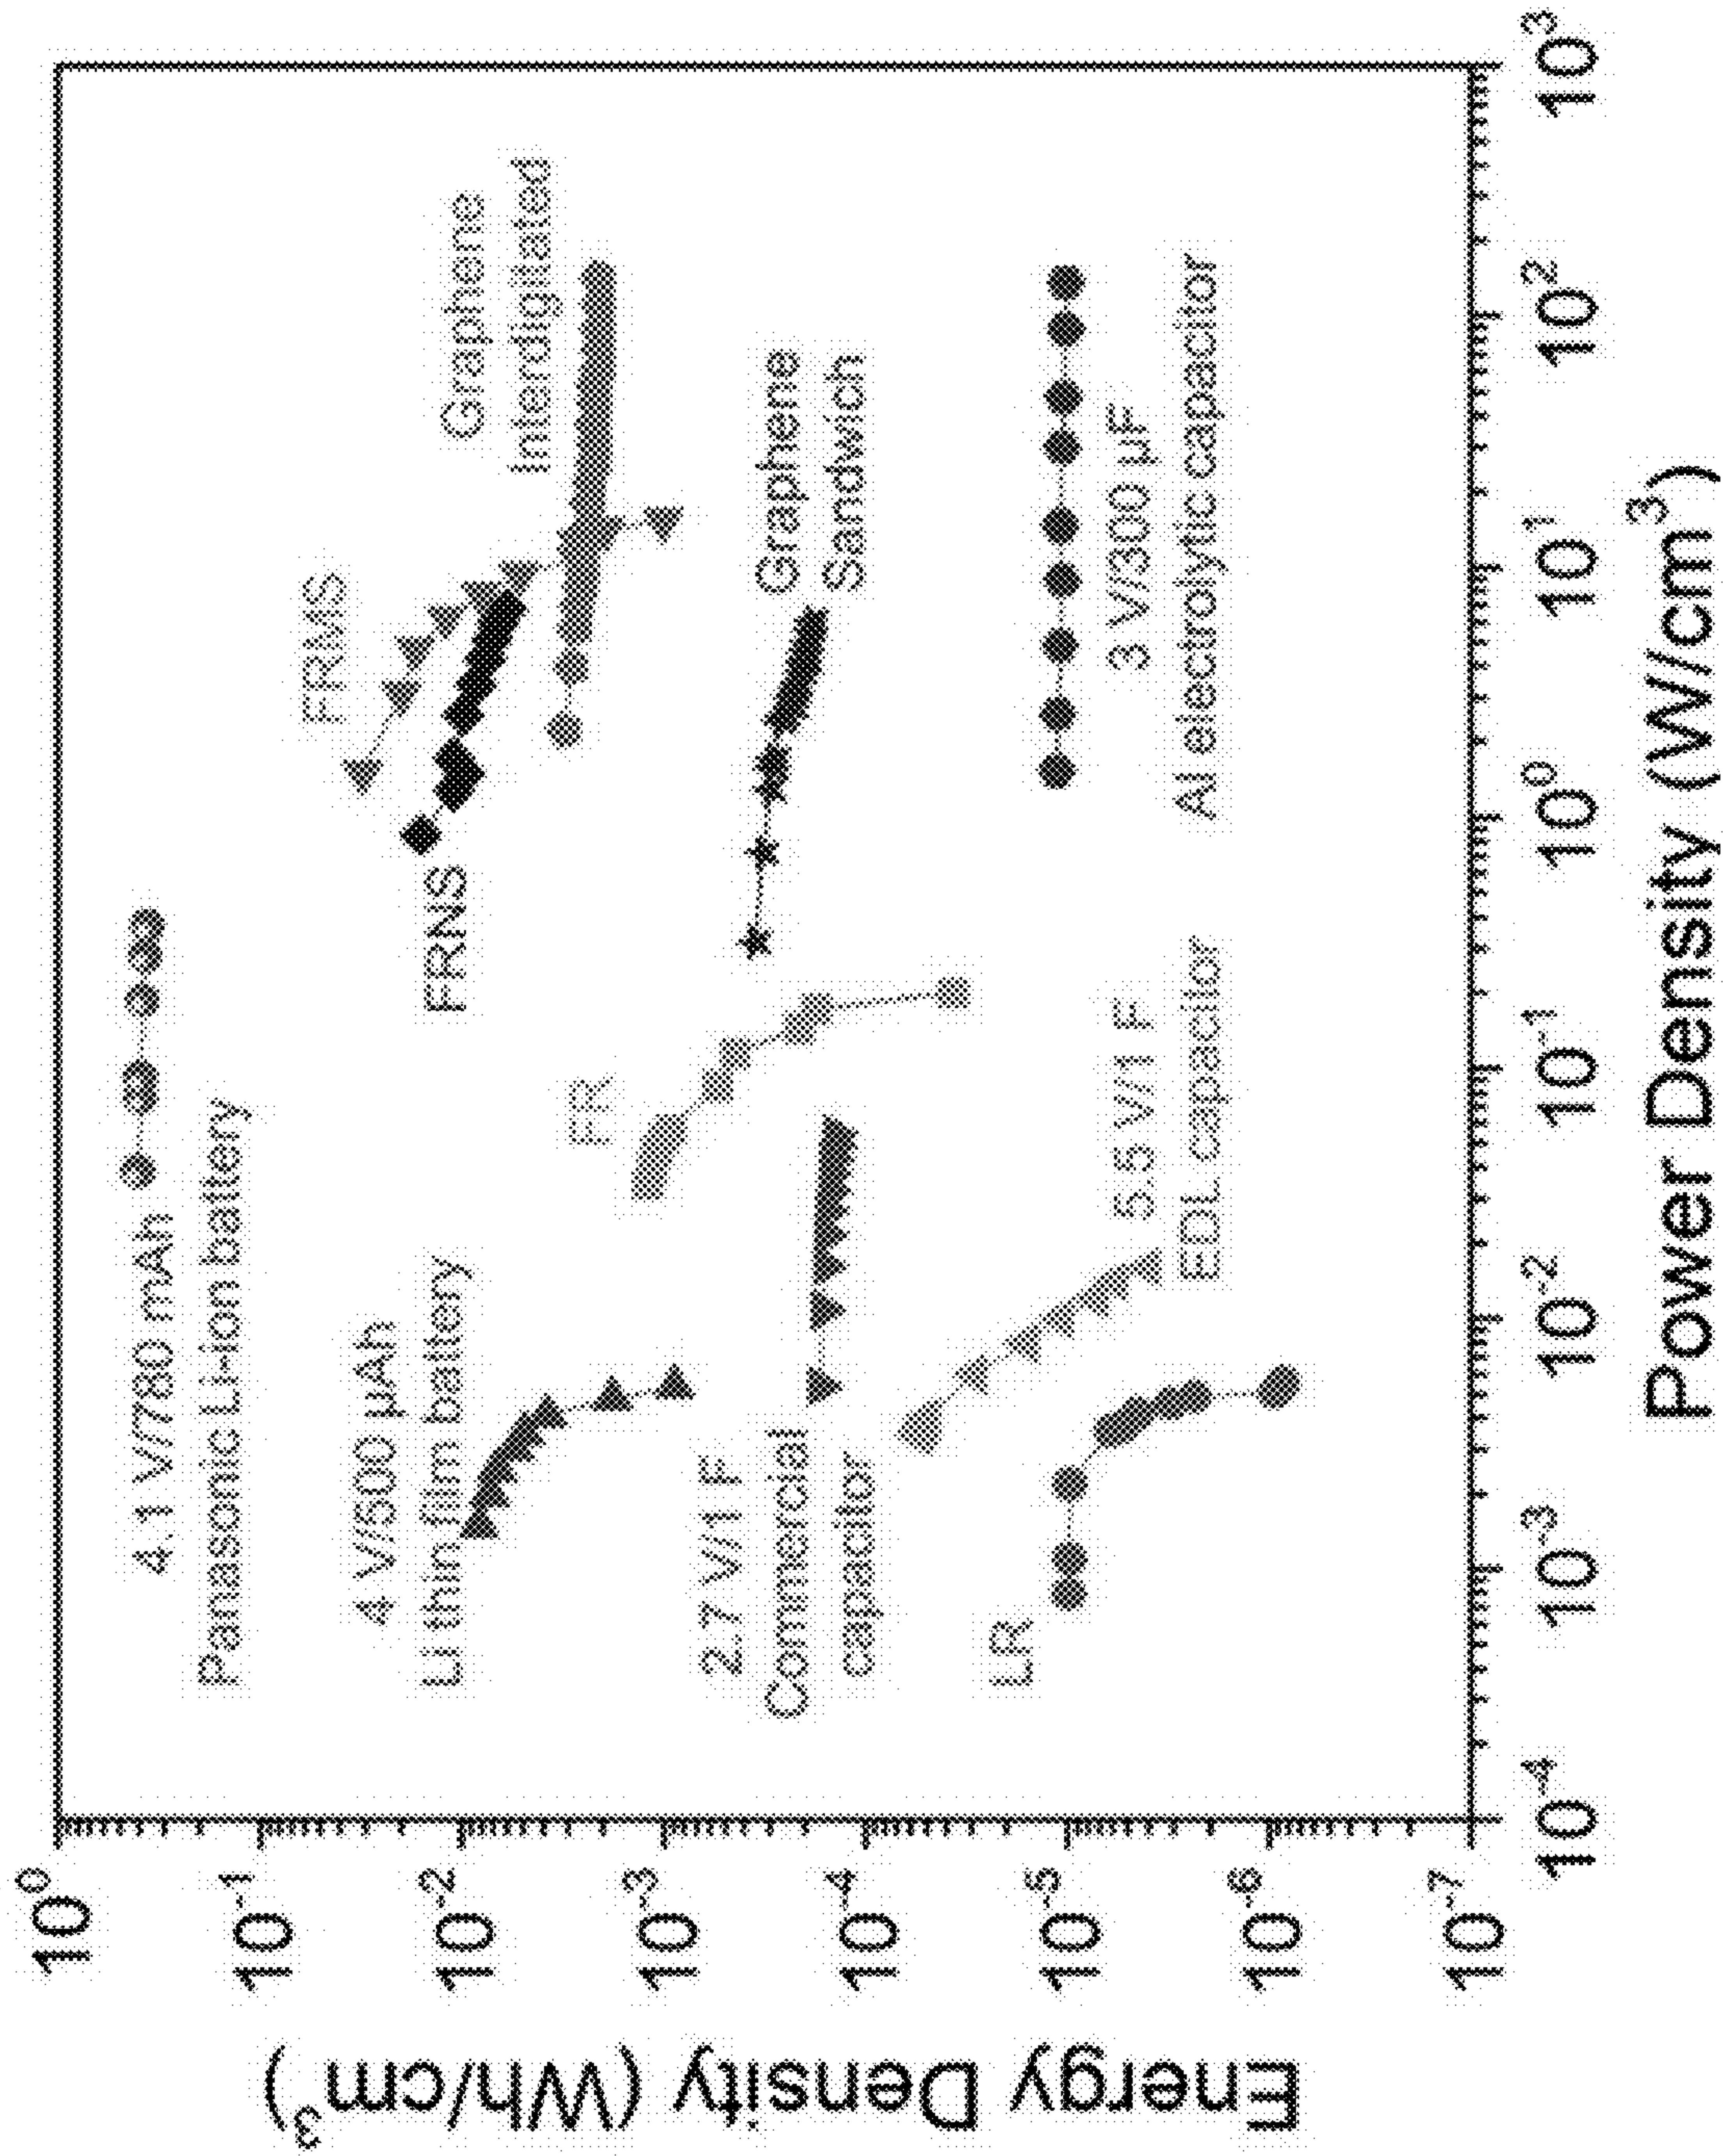 10⁰
10⁻¹
10⁻²
10⁻³
10⁻⁴
10⁻⁵
10⁻⁶
10⁻⁷
Energy Density (Wh/cm³)
4.1 V/780 mAh
Panasonic Li-ion battery
4 V/500 µAh
Li thin film battery
2.7 V/1 F
Commercial
capacitor
LR
FR
FRNS
FRMS
Graphene
Interdigitated
Graphene
Sandwich
5.5 V/1 F
EDL capacitor
3 V/300 µF
Al electrolytic capacitor
10⁻⁴
10⁻³
10⁻²
10⁻¹
10⁰
10¹
10²
10³
Power Density (W/cm³)